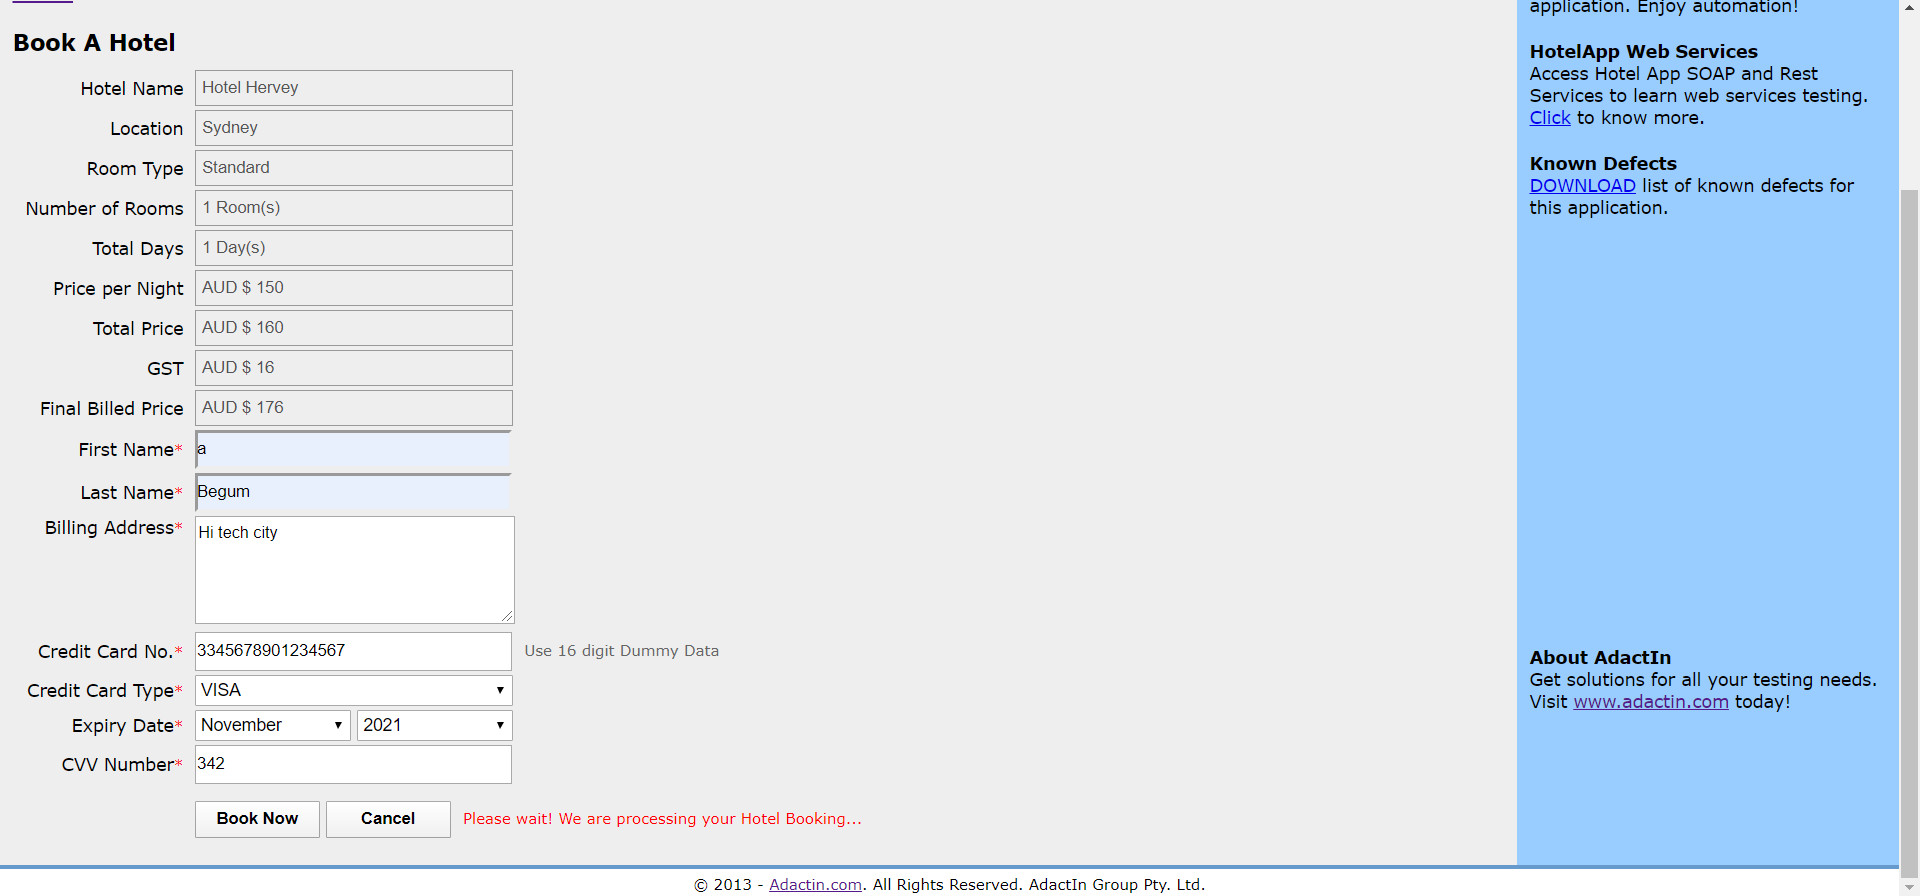 Book A Hotel
Hotel Name Hotel Hervey
Location Sydney
Room Type Standard
Number of Rooms 1 Room(s)
Total Days 1 Day(s)
Price per Night AUD $ 150
Total Price AUD $ 160
GST AUD $ 16
Final Billed Price AUD $ 176
First Name* a
Last Name* Begum
Billing Address* Hi tech city
Credit Card No.* 3345678901234567 Use 16 digit Dummy Data
Credit Card Type* VISA
Expiry Date* November 2021
CVV Number* 342
Book Now Cancel Please wait! We are processing your Hotel Booking...
application. Enjoy automation!
HotelApp Web Services
Access Hotel App SOAP and Rest
Services to learn web services testing.
Click to know more.
Known Defects
DOWNLOAD list of known defects for
this application.
About AdactIn
Get solutions for all your testing needs.
Visit www.adactin.com today!
© 2013 - Adactin.com. All Rights Reserved. AdactIn Group Pty. Ltd.